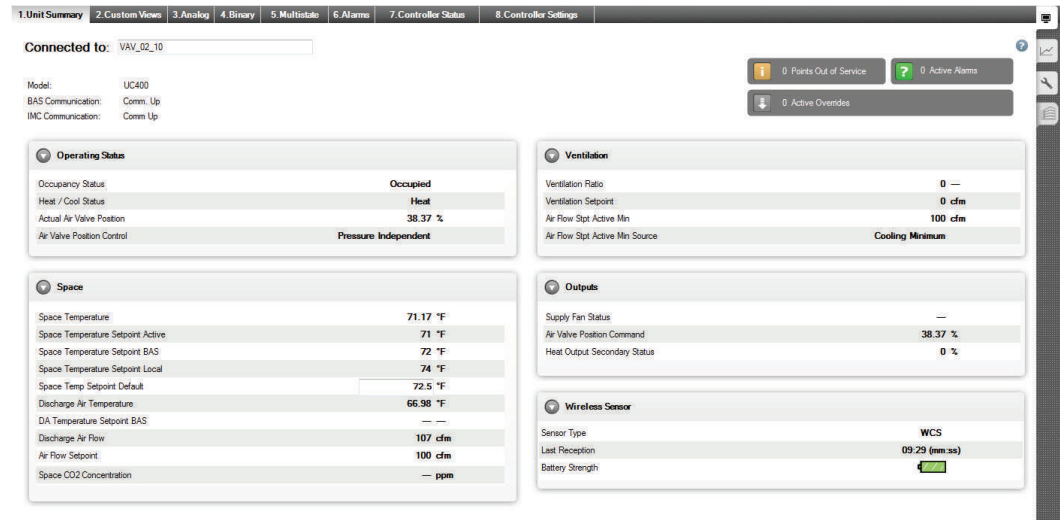 1.Unit Summary 2.Custom Views 3.Analog 4.Binary 5.Multistate 6.Alarms 7.Controller Status 8.Controller Settings
Connected to: VAV_02_10
?
i 0 Points Out of Service ? 0 Active Alarms
0 Active Overrides
Model: UC400
BAS Communication: Comm. Up
IMC Communication: Comm Up
Operating Status
Occupancy Status Occupied
Heat / Cool Status Heat
Actual Air Valve Position 38.37 %
Air Valve Position Control Pressure Independent
Ventilation
Ventilation Ratio 0 —
Ventilation Setpoint 0 cfm
Air Flow Stpt Active Min 100 cfm
Air Flow Stpt Active Min Source Cooling Minimum
Space
Space Temperature 71.17 °F
Space Temperature Setpoint Active 71 °F
Space Temperature Setpoint BAS 72 °F
Space Temperature Setpoint Local 74 °F
Space Temp Setpoint Default 72.5 °F
Discharge Air Temperature 66.98 °F
DA Temperature Setpoint BAS — —
Discharge Air Flow 107 cfm
Air Flow Setpoint 100 cfm
Space CO2 Concentration — ppm
Outputs
Supply Fan Status —
Air Valve Position Command 38.37 %
Heat Output Secondary Status 0 %
Wireless Sensor
Sensor Type WCS
Last Reception 09:29 (mm:ss)
Battery Strength